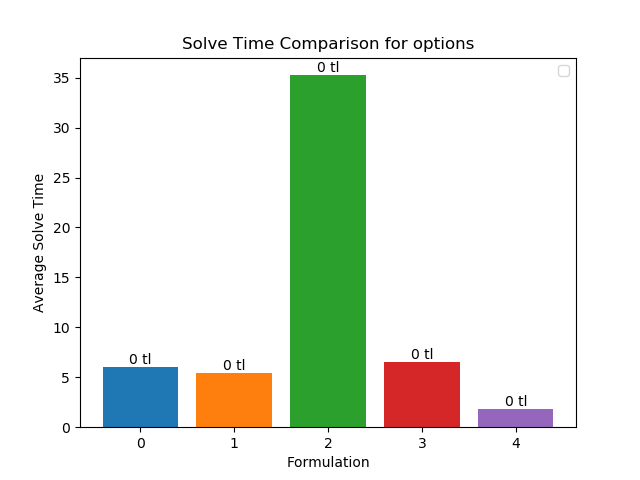 Solve Time Comparison for options
Average Solve Time
35
30
25
20
15
10
5
0
0 tl
0 tl
0 tl
0 tl
0 tl
0 1 2 3 4
Formulation